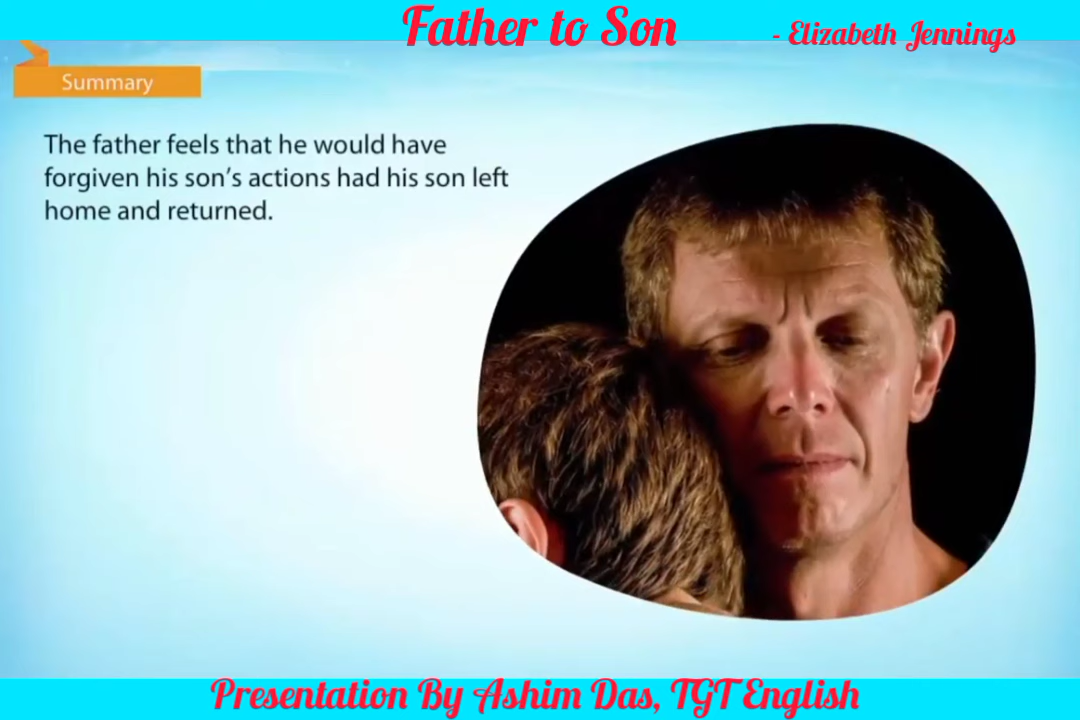 Father to Son
- Elizabeth Jennings
Summary
The father feels that he would have
forgiven his son's actions had his son left
home and returned.
Presentation By Ashim Das, TGT English